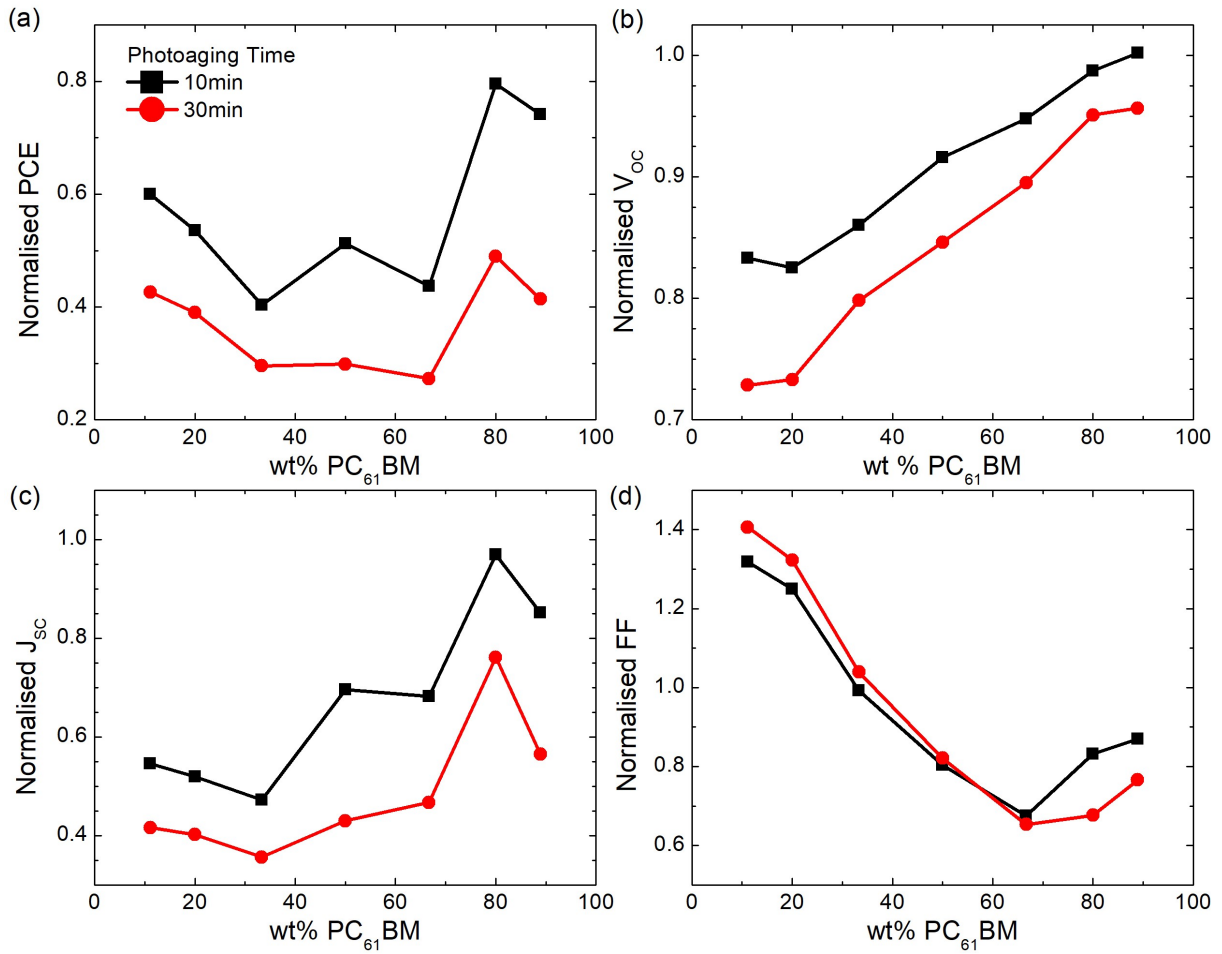 (a)
Photoaging Time
10min
30min
Normalised PCE
0.8
0.6
0.4
0.2
0 20 40 60 80 100
wt% PC61BM
(b)
Normalised VOC
1.0
0.9
0.8
0.7
0 20 40 60 80 100
wt % PC61BM
(c)
Normalised JSC
1.0
0.8
0.6
0.4
0 20 40 60 80 100
wt% PC61BM
(d)
Normalised FF
1.4
1.2
1.0
0.8
0.6
0 20 40 60 80 100
wt% PC61BM